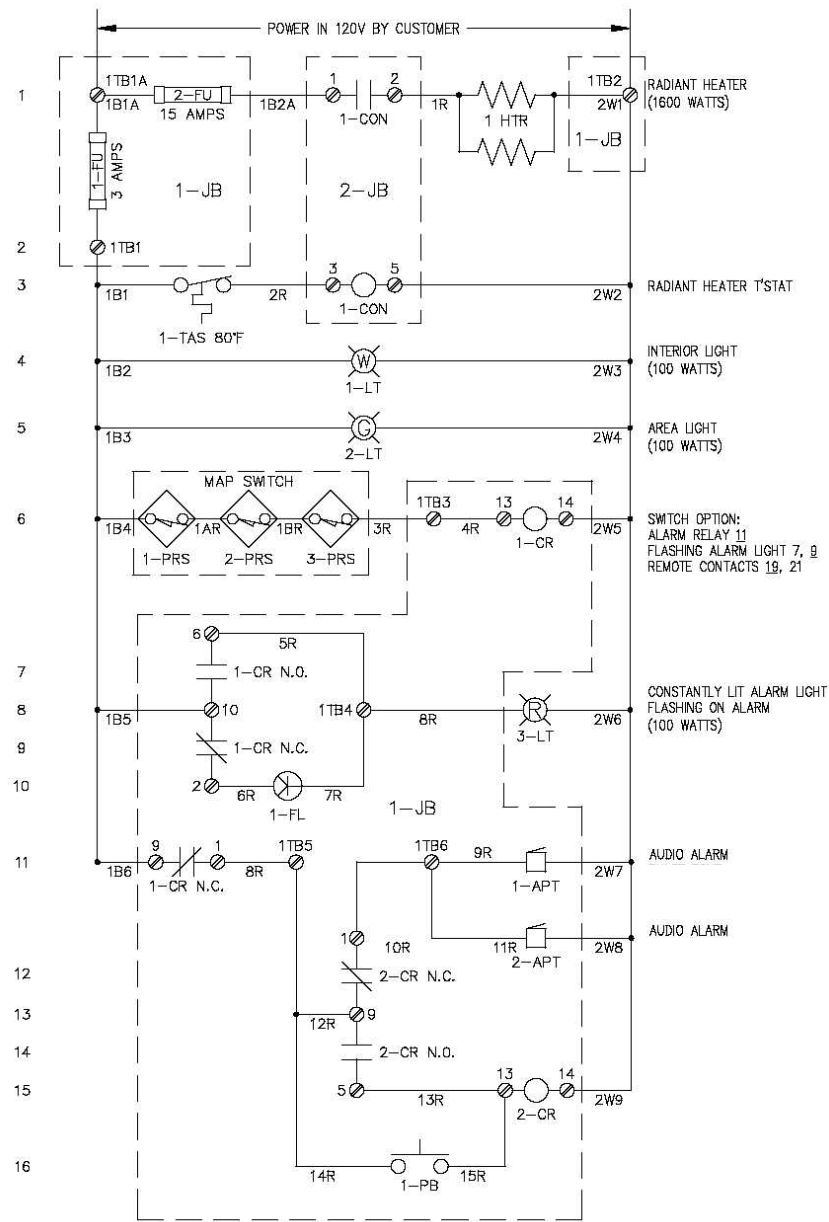 POWER IN 120V BY CUSTOMER
1
1TB1A
1B1A
2-FU
15 AMPS
1B2A
1
2
1-CON
1R
1 HTR
1TB2
2W1
RADIANT HEATER
(1600 WATTS)
1-FU
3 AMPS
1-JB
2-JB
1-JB
2
1TB1
3
1B1
1-TAS 80°F
2R
3
5
1-CON
2W2
RADIANT HEATER T'STAT
4
1B2
W
1-LT
2W3
INTERIOR LIGHT
(100 WATTS)
5
1B3
G
2-LT
2W4
AREA LIGHT
(100 WATTS)
MAP SWITCH
6
1B4
1-PRS
1AR
2-PRS
1BR
3-PRS
3R
1TB3
4R
13
14
1-CR
2W5
SWITCH OPTION:
ALARM RELAY 11
FLASHING ALARM LIGHT 7, 9
REMOTE CONTACTS 19, 21
6
5R
7
1-CR N.O.
8
1B5
10
1TB4
8R
R
3-LT
2W6
CONSTANTLY LIT ALARM LIGHT
FLASHING ON ALARM
(100 WATTS)
9
1-CR N.C.
10
2
6R
1-FL
7R
1-JB
11
1B6
9
1
1-CR N.C.
8R
1TB5
1TB6
9R
1-APT
2W7
AUDIO ALARM
1
10R
11R
2-APT
2W8
AUDIO ALARM
12
2-CR N.C.
13
12R
9
14
2-CR N.O.
15
5
13R
13
14
2-CR
2W9
16
14R
1-PB
15R